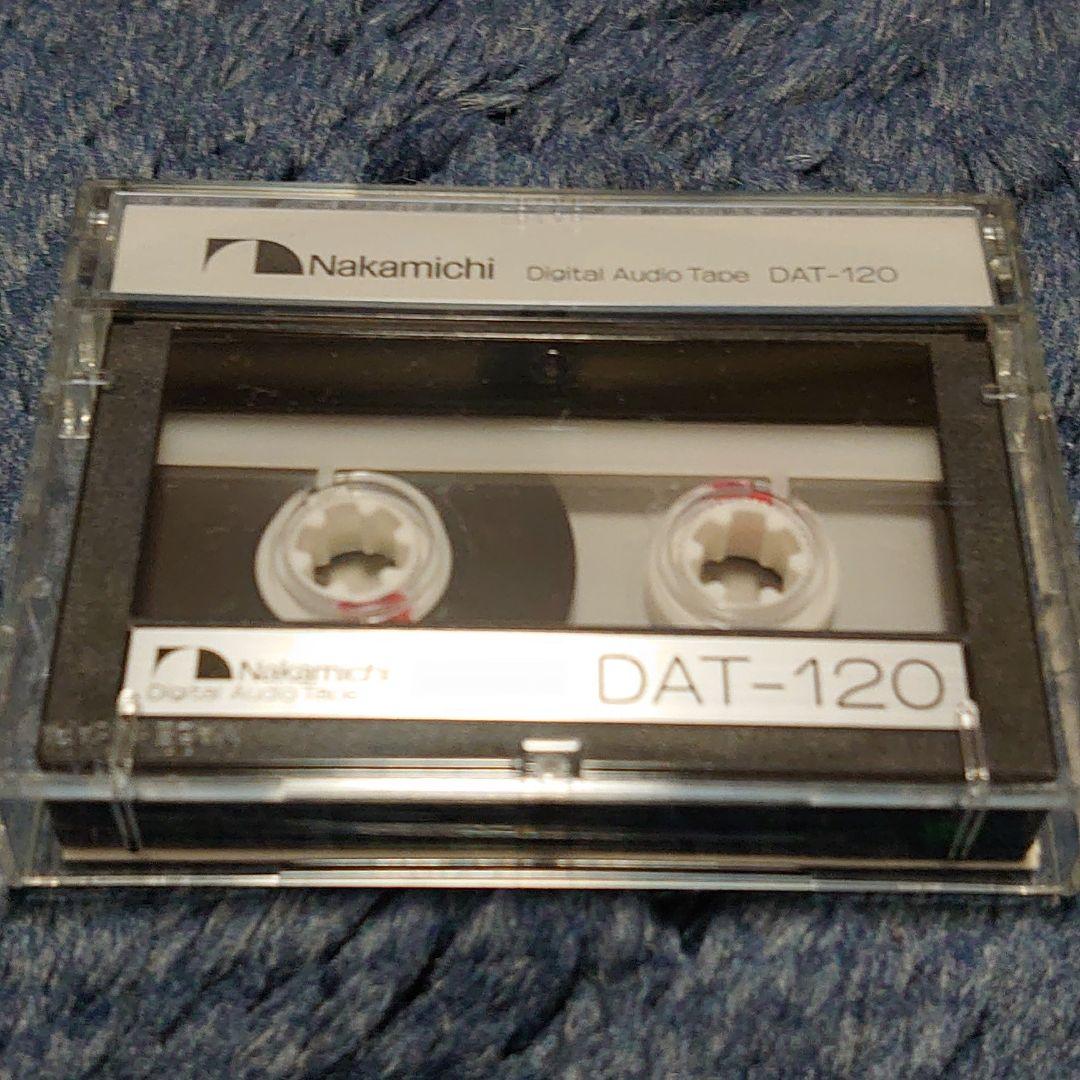 Nakamichi Digital Audio Tape DAT-120
Nakamichi DAT-120
Digital Audio Tape